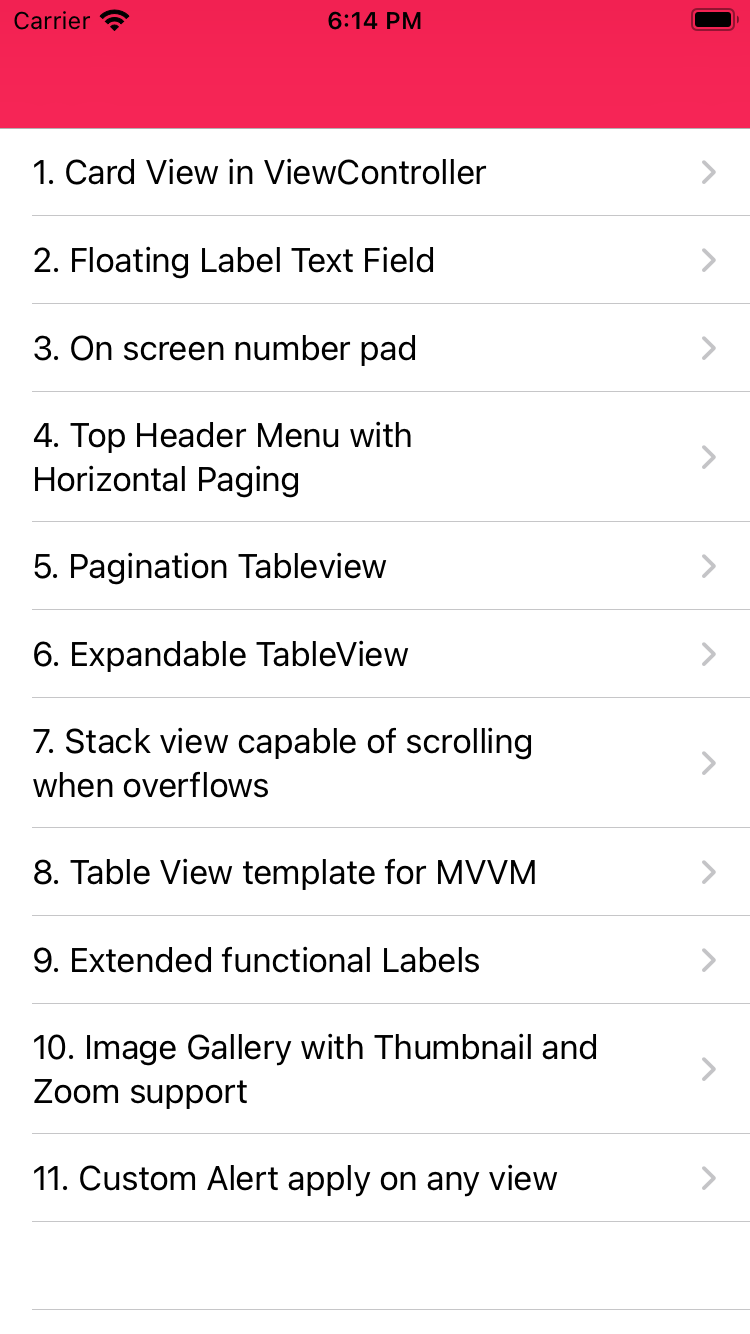 Carrier 6:14 PM
1. Card View in ViewController
2. Floating Label Text Field
3. On screen number pad
4. Top Header Menu with
Horizontal Paging
5. Pagination Tableview
6. Expandable TableView
7. Stack view capable of scrolling
when overflows
8. Table View template for MVVM
9. Extended functional Labels
10. Image Gallery with Thumbnail and
Zoom support
11. Custom Alert apply on any view